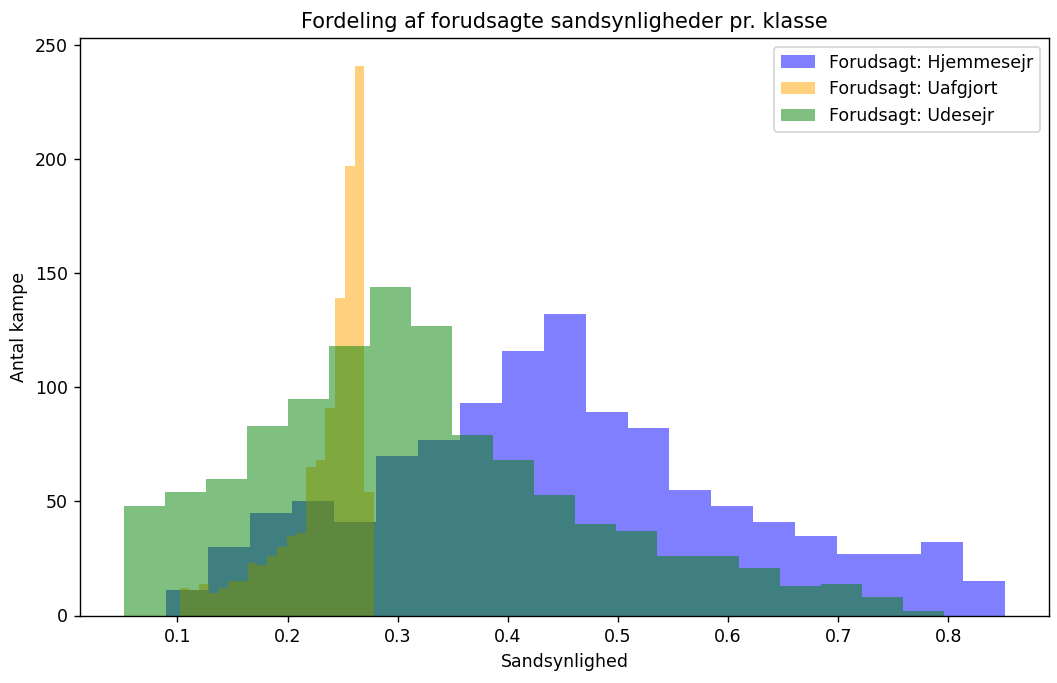 Fordeling af forudsagte sandsynligheder pr. klasse
Forudsagt: Hjemmesejr
Forudsagt: Uafgjort
Forudsagt: Udesejr
Antal kampe
250
200
150
100
50
0
0.1 0.2 0.3 0.4 0.5 0.6 0.7 0.8
Sandsynlighed